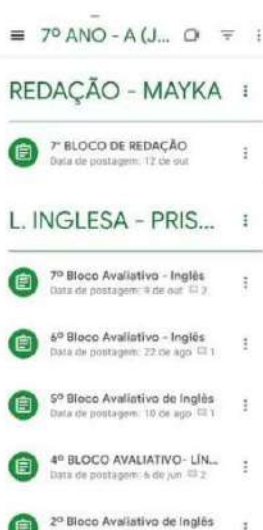 7º ANO - A (J...
REDAÇÃO - MAYKA
7º BLOCO DE REDAÇÃO
Data de postagem: 12 de out
L. INGLESA - PRIS...
7º Bloco Avaliativo - Inglês
Data de postagem: 9 de out 2
6º Bloco Avaliativo - Inglês
Data de postagem: 22 de ago 1
5º Bloco Avaliativo de Inglês
Data de postagem: 10 de ago 1
4º BLOCO AVALIATIVO- LÍN...
Data de postagem: 6 de jun 2
2º Bloco Avaliativo de Inglês